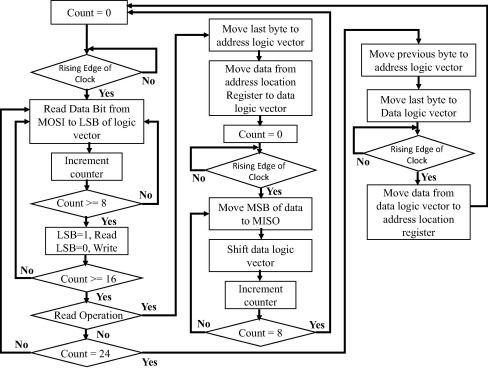 Count = 0
Rising Edge of
Clock
No
Yes
Read Data Bit from
MOSI to LSB of logic
vector
Increment
counter
Count >= 8
No
Yes
LSB=1, Read
LSB=0, Write
No
Count >= 16
Yes
Read Operation
Yes
No
Count = 24
Yes
Move last byte to
address logic vector
Move data from
address location
Register to data
logic vector
Count = 0
Rising Edge of
Clock
No
Yes
Move MSB of data
to MISO
Shift data logic
vector
Increment
counter
No
Yes
Count = 8
Move previous byte to
address logic vector
Move last byte to
Data logic vector
Rising Edge of
Clock
No
Yes
Move data from
data logic vector to
address location
register